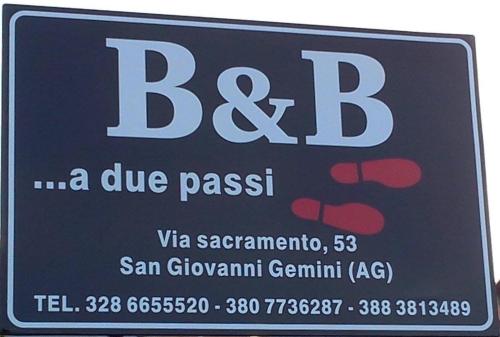 B&B
...a due passi
Via sacramento, 53
San Giovanni Gemini (AG)
TEL. 328 6655520 - 380 7736287 - 388 3813489